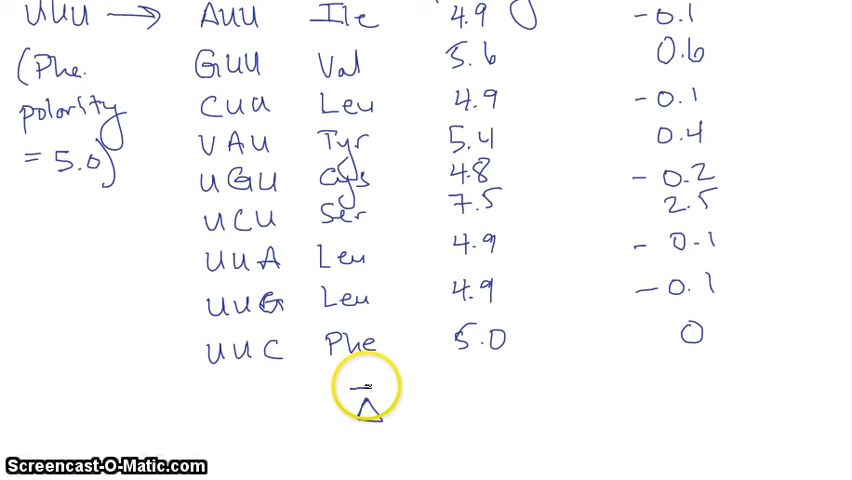 UUU → AUU Ile 4.9 -0.1
(Phe. GUU Val 5.6 0.6
polarity CUU Leu 4.9 -0.1
= 5.0) UAU Tyr 5.4 0.4
UGU Cys 4.8 -0.2
UCU Ser 7.5 2.5
UUA Leu 4.9 -0.1
UUG Leu 4.9 -0.1
UUC Phe 5.0 0
Δ
Screencast-O-Matic.com